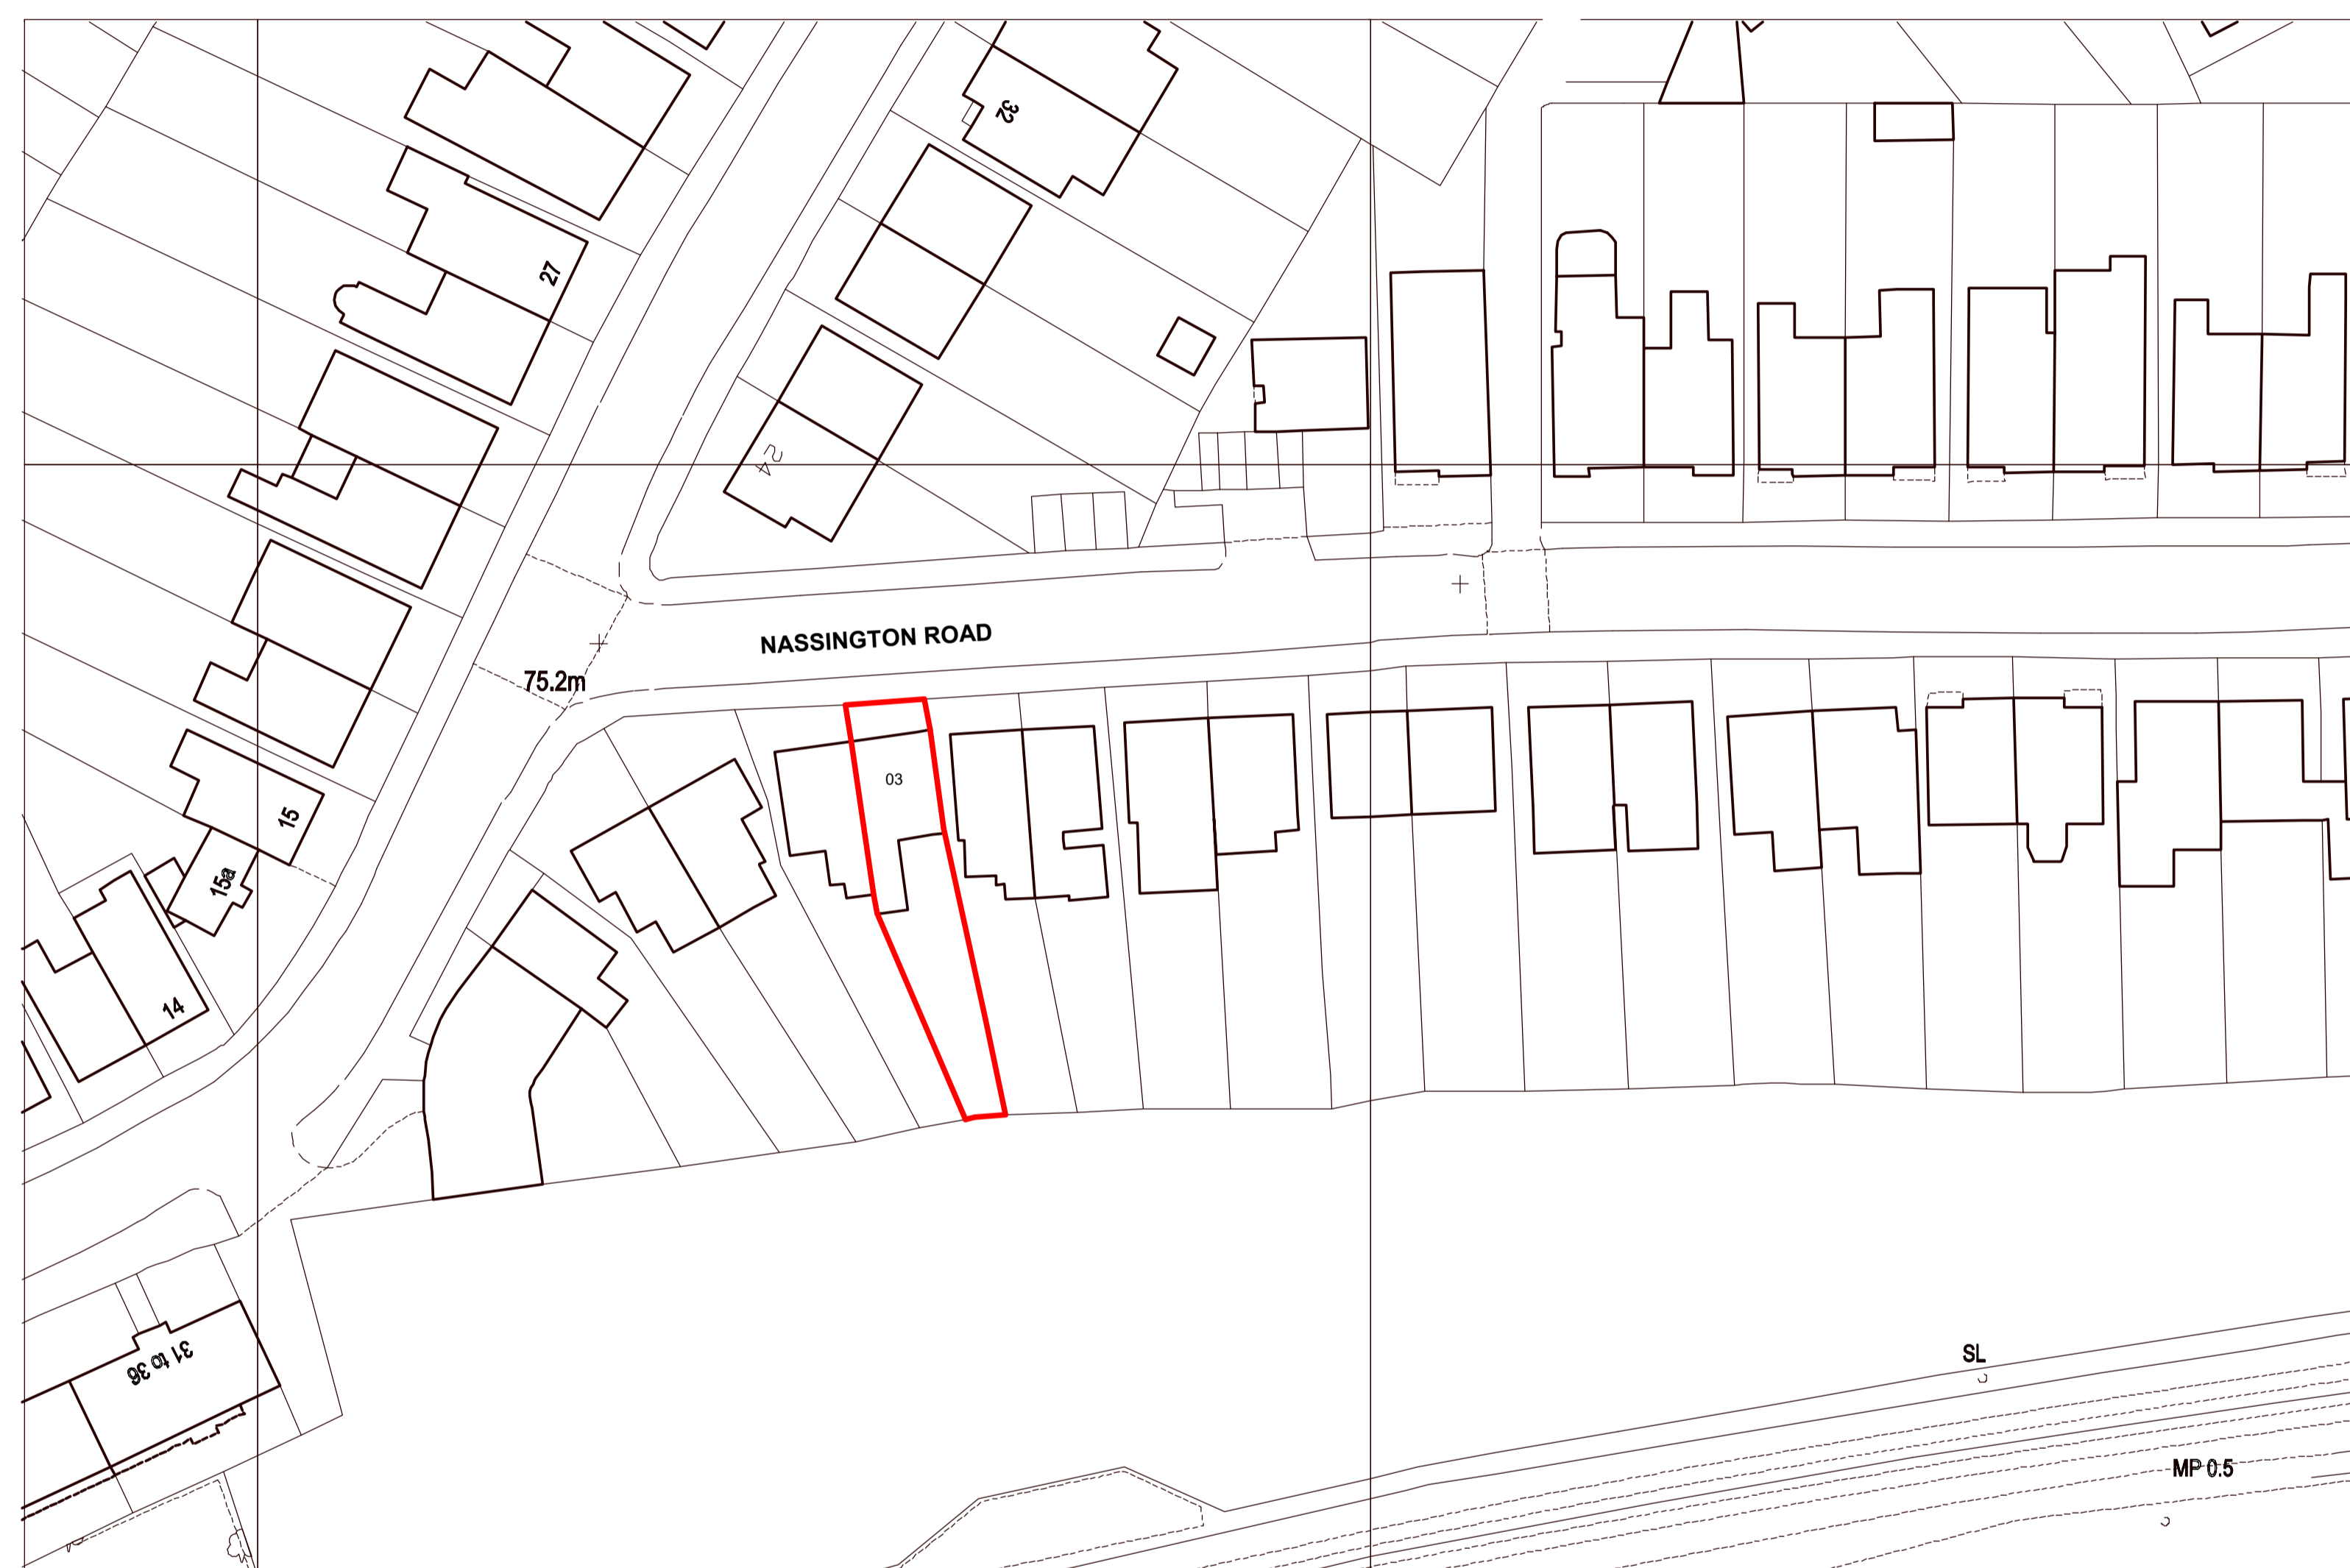 32
27
24
NASSINGTON ROAD
75.2m
03
15
15a
14
31 to 36
SL
MP 0.5